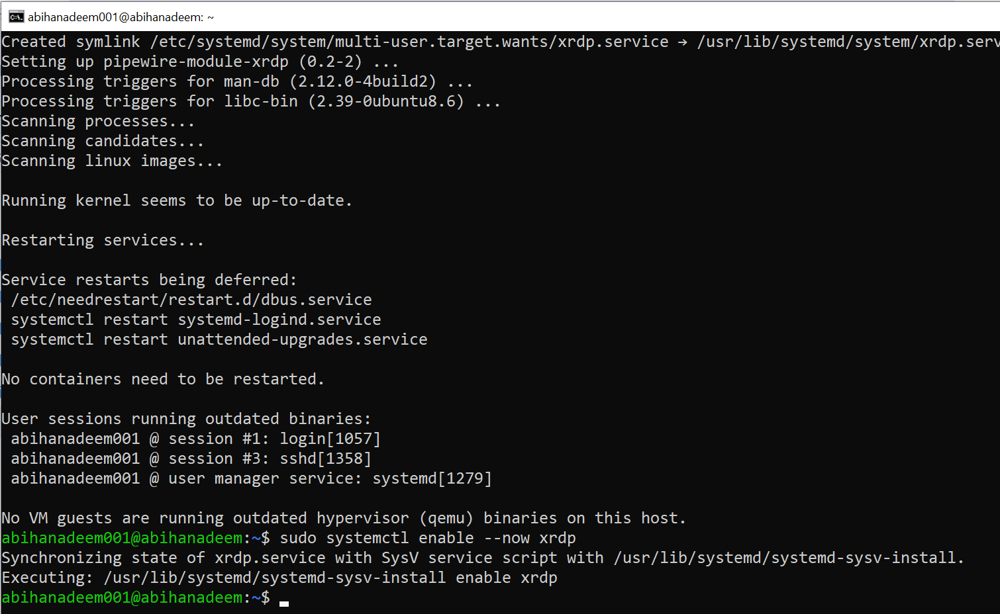 abihanadeem001@abihanadeem: ~
Created symlink /etc/systemd/system/multi-user.target.wants/xrdp.service → /usr/lib/systemd/system/xrdp.serv
Setting up pipewire-module-xrdp (0.2-2) ...
Processing triggers for man-db (2.12.0-4build2) ...
Processing triggers for libc-bin (2.39-0ubuntu8.6) ...
Scanning processes...
Scanning candidates...
Scanning linux images...
Running kernel seems to be up-to-date.
Restarting services...
Service restarts being deferred:
/etc/needrestart/restart.d/dbus.service
systemctl restart systemd-logind.service
systemctl restart unattended-upgrades.service
No containers need to be restarted.
User sessions running outdated binaries:
abihanadeem001 @ session #1: login[1057]
abihanadeem001 @ session #3: sshd[1358]
abihanadeem001 @ user manager service: systemd[1279]
No VM guests are running outdated hypervisor (qemu) binaries on this host.
abihanadeem001@abihanadeem:~$ sudo systemctl enable --now xrdp
Synchronizing state of xrdp.service with SysV service script with /usr/lib/systemd/systemd-sysv-install.
Executing: /usr/lib/systemd/systemd-sysv-install enable xrdp
abihanadeem001@abihanadeem:~$